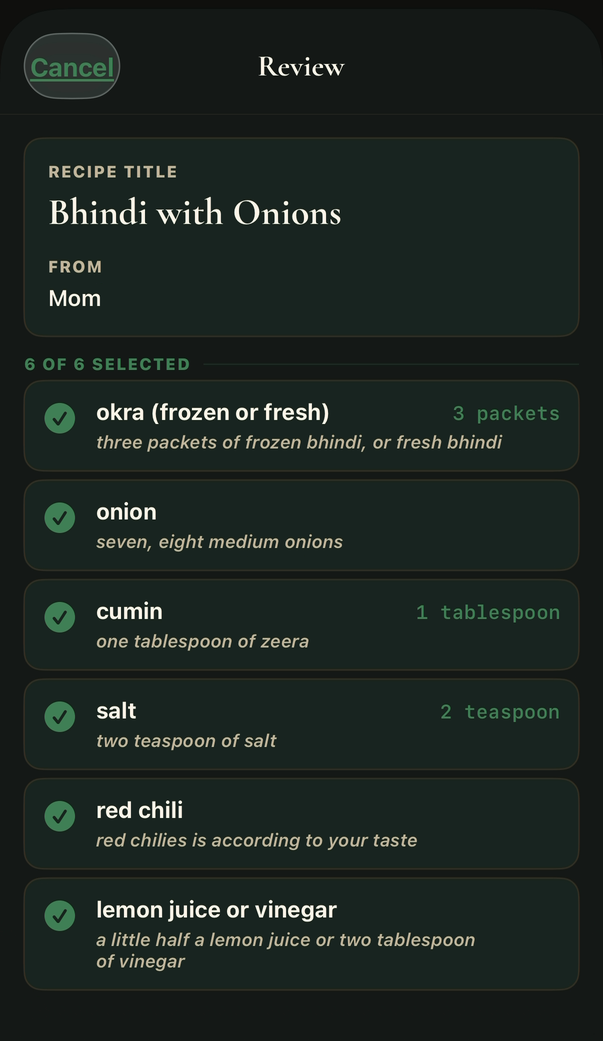 Cancel
Review
RECIPE TITLE
Bhindi with Onions
FROM
Mom
6 OF 6 SELECTED
okra (frozen or fresh) 3 packets
three packets of frozen bhindi, or fresh bhindi
onion
seven, eight medium onions
cumin 1 tablespoon
one tablespoon of zeera
salt 2 teaspoon
two teaspoon of salt
red chili
red chilies is according to your taste
lemon juice or vinegar
a little half a lemon juice or two tablespoon
of vinegar